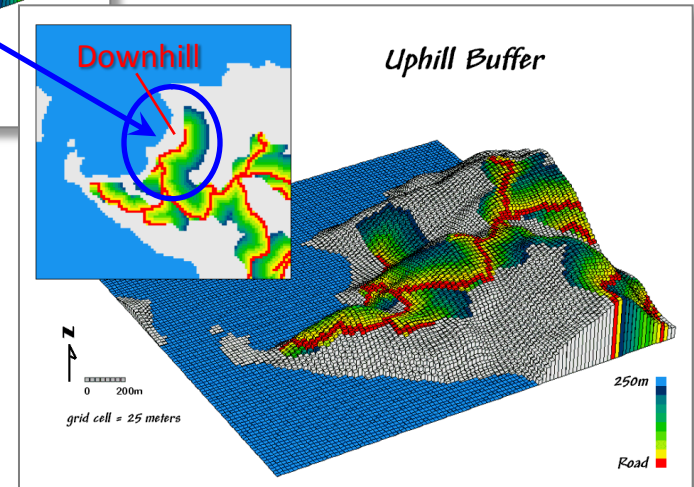 Downhill
Uphill Buffer
N
0 200m
grid cell = 25 meters
250m
Road